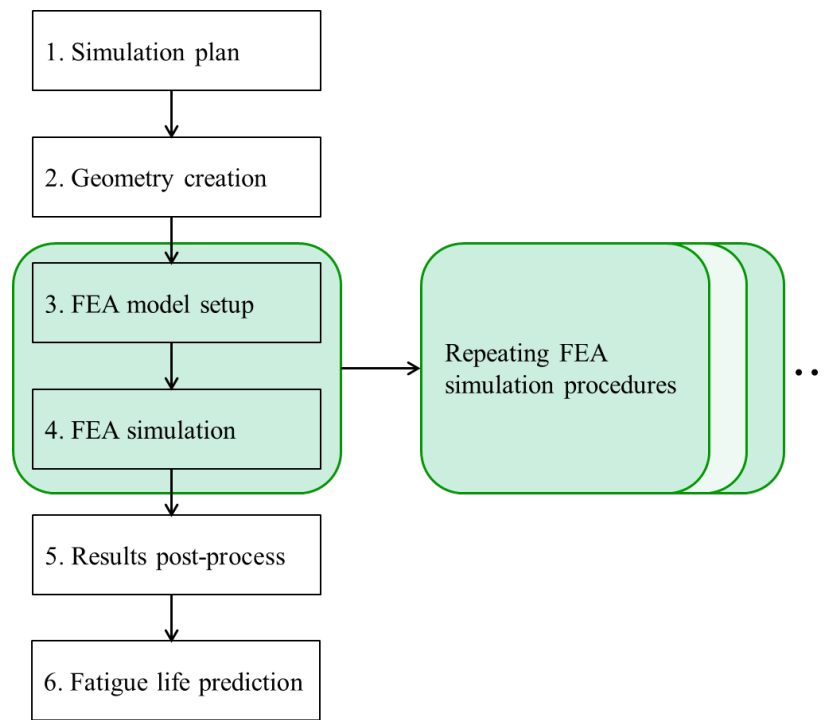 1. Simulation plan
2. Geometry creation
3. FEA model setup
4. FEA simulation
5. Results post-process
6. Fatigue life prediction
Repeating FEA
simulation procedures
..